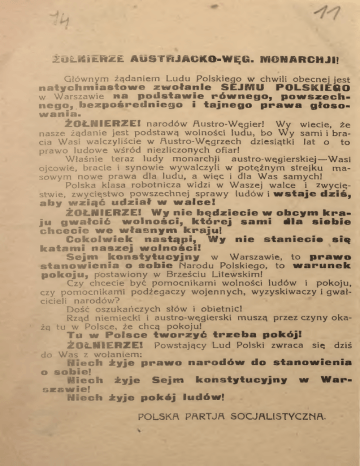 14
11
ŻOŁNIERZE AUSTRJACKO-WĘG. MONARCHJI!
Głównym żądaniem Ludu Polskiego w chwili obecnej jest
natychmiastowe zwołanie SEJMU POLSKIEGO
w Warszawie na podstawie równego, powszech-
nego, bezpośredniego i tajnego prawa głoso-
wania.
ŻOŁNIERZE! narodów Austro-Węgier! Wy wiecie, że
nasze żądanie jest podstawą wolności ludu, bo Wy sami i bra-
cia Wasi walczyliście w Austro-Węgrzech dziesiątki lat o to
prawo ludowe wśród niezliczonych ofiar!
Właśnie teraz ludy monarchji austro-węgierskiej—Wasi
ojcowie, bracie i synowie wywalczyli w potężnym strejku ma-
sowym nowe prawa dla ludu, a więc i dla Was samych!
Polska klasa robotnicza widzi w Waszej walce i zwycię-
stwie, zwycięstwo powszechnej sprawy ludów i wstaje dziś,
aby wziąć udział w walce!
ŻOŁNIERZE! Wy nie będziecie w obcym kra-
ju gwałcić wolności, której sami dla siebie
chcecie we własnym kraju!
Cokolwiek nastąpi, Wy nie staniecie się
katami naszej wolności!
Sejm konstytucyjny w Warszawie, to prawo
stanowienia o sobie Narodu Polskiego, to warunek
pokoju, postawiony w Brześciu Litewskim!
Czy chcecie być pomocnikami wolności ludów i pokoju,
czy pomocnikami podżegaczy wojennych, wyzyskiwaczy i gwał-
cicieli narodów?
Dość oszukańczych słów i obietnic!
Rząd niemiecki i austro-węgierski muszą przez czyny oka-
żą tu w Polsce, że chcą pokoju!
Tu w Polsce tworzyć trzeba pokój!
ŻOŁNIERZE! Powstający Lud Polski zwraca się dziś
do Was z wołaniem:
Niech żyje prawo narodów do stanowienia
o sobie!
Niech żyje Sejm konstytucyjny w War-
szawie!
Niech żyje pokój ludów!
POLSKA PARTJA SOCJALISTYCZNA.